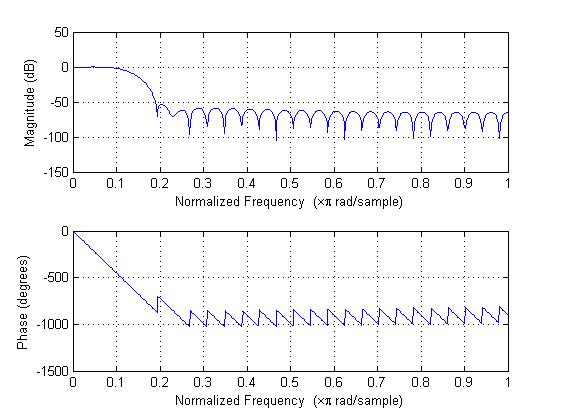 50
0
-50
-100
-150
Magnitude (dB)
0 0.1 0.2 0.3 0.4 0.5 0.6 0.7 0.8 0.9 1
Normalized Frequency (×π rad/sample)
0
-500
-1000
-1500
Phase (degrees)
0 0.1 0.2 0.3 0.4 0.5 0.6 0.7 0.8 0.9 1
Normalized Frequency (×π rad/sample)